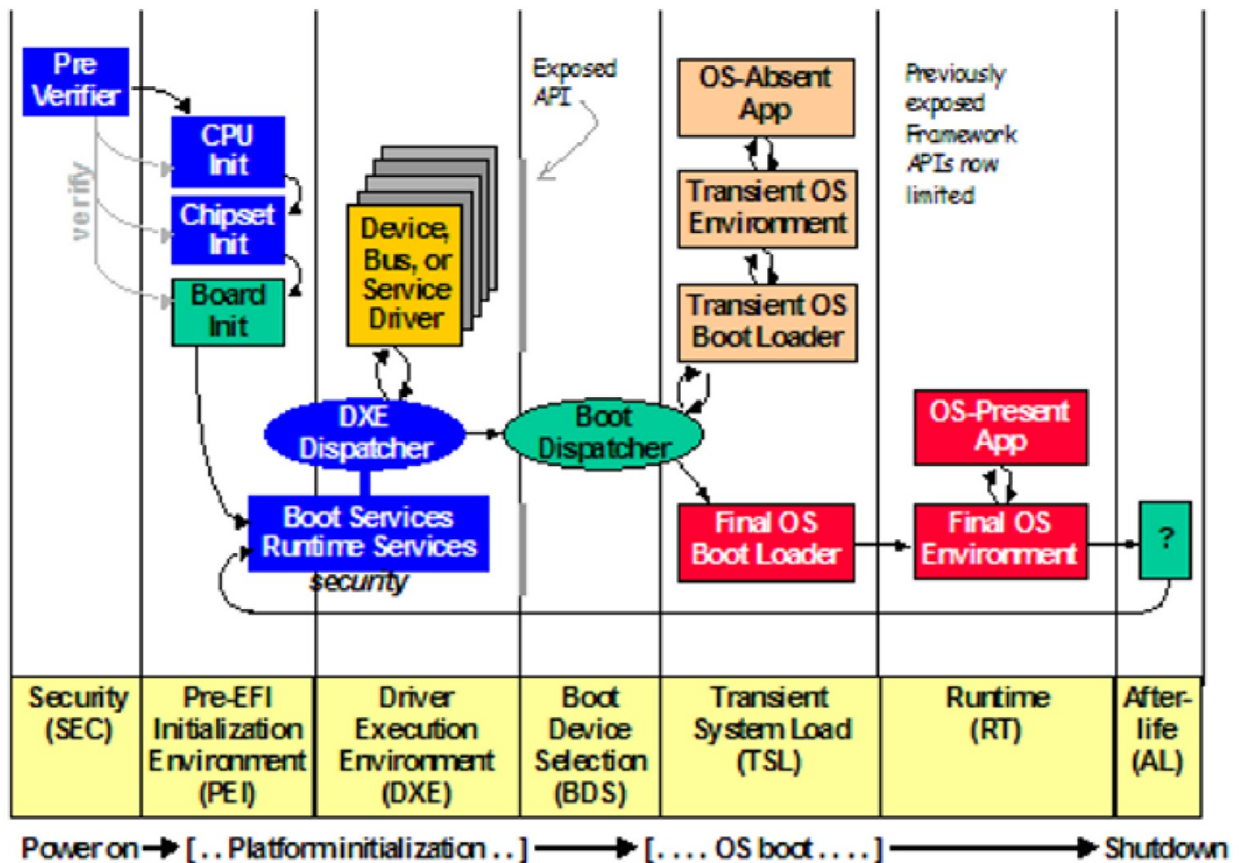 Pre
Verifier
verify
CPU
Init
Chipset
Init
Board
Init
Device,
Bus, or
Service
Driver
DXE
Dispatcher
Boot Services
Runtime Services
security
Exposed
API
Boot
Dispatcher
OS-Absent
App
Transient OS
Environment
Transient OS
Boot Loader
Final OS
Boot Loader
Previously
exposed
Framework
APIs now
limited
OS-Present
App
Final OS
Environment
?
Security
(SEC)
Pre-EFI
Initialization
Environment
(PEI)
Driver
Execution
Environment
(DXE)
Boot
Device
Selection
(BDS)
Transient
System Load
(TSL)
Runtime
(RT)
After-
life
(AL)
Power on [ . . Platform initialization . . ] [ . . . . OS boot . . . . ] Shutdown